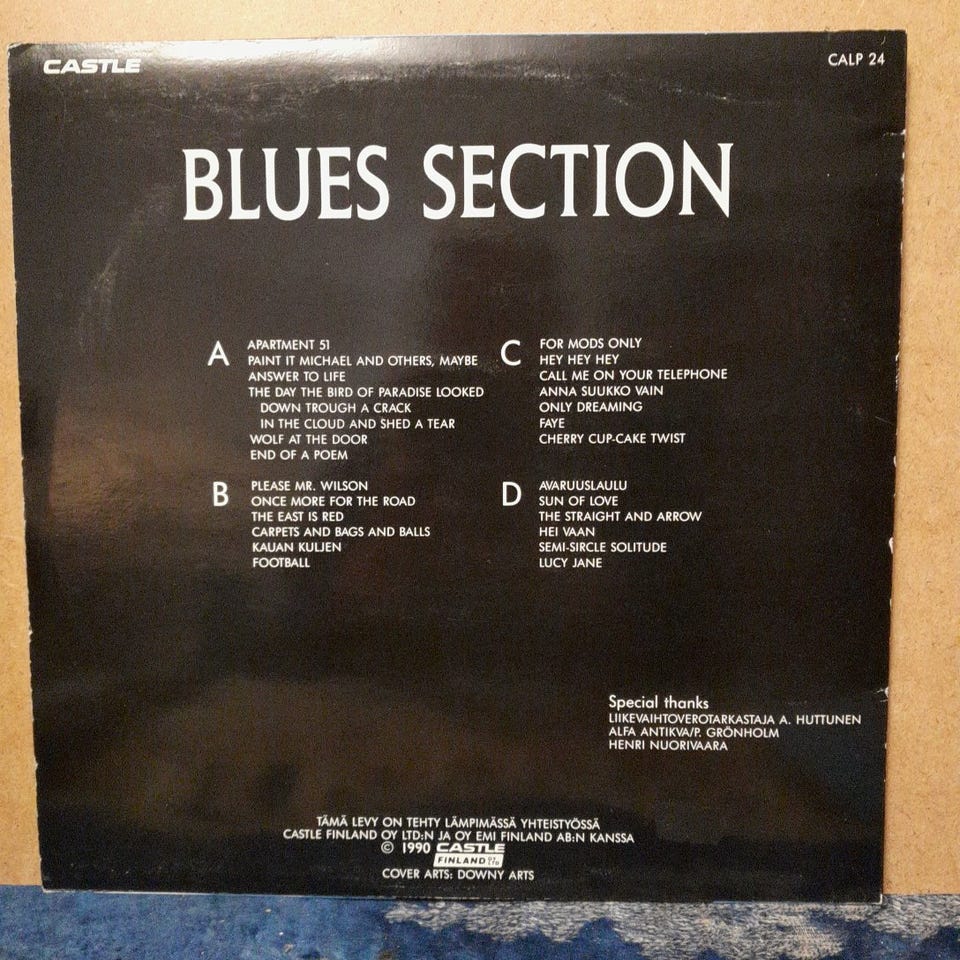 CASTLE
CALP 24
BLUES SECTION
A
APARTMENT 51
PAINT IT MICHAEL AND OTHERS, MAYBE
ANSWER TO LIFE
THE DAY THE BIRD OF PARADISE LOOKED
DOWN TROUGH A CRACK
IN THE CLOUD AND SHED A TEAR
WOLF AT THE DOOR
END OF A POEM
B
PLEASE MR. WILSON
ONCE MORE FOR THE ROAD
THE EAST IS RED
CARPETS AND BAGS AND BALLS
KAUAN KULJEN
FOOTBALL
C
FOR MODS ONLY
HEY HEY HEY
CALL ME ON YOUR TELEPHONE
ANNA SUUKKO VAIN
ONLY DREAMING
FAYE
CHERRY CUP-CAKE TWIST
D
AVARUUSLAULU
SUN OF LOVE
THE STRAIGHT AND ARROW
HEI VAAN
SEMI-SIRCLE SOLITUDE
LUCY JANE
Special thanks
LIIKEVAIHTOVEROTARKASTAJA A. HUTTUNEN
ALFA ANTIKVA/P. GRÖNHOLM
HENRI NUORIVAARA
TÄMÄ LEVY ON TEHTY LÄMPIMÄSSÄ YHTEISTYÖSSÄ
CASTLE FINLAND OY LTD:N JA OY EMI FINLAND AB:N KANSSA
© 1990 CASTLE
FINLAND OY LTD
COVER ARTS: DOWNY ARTS